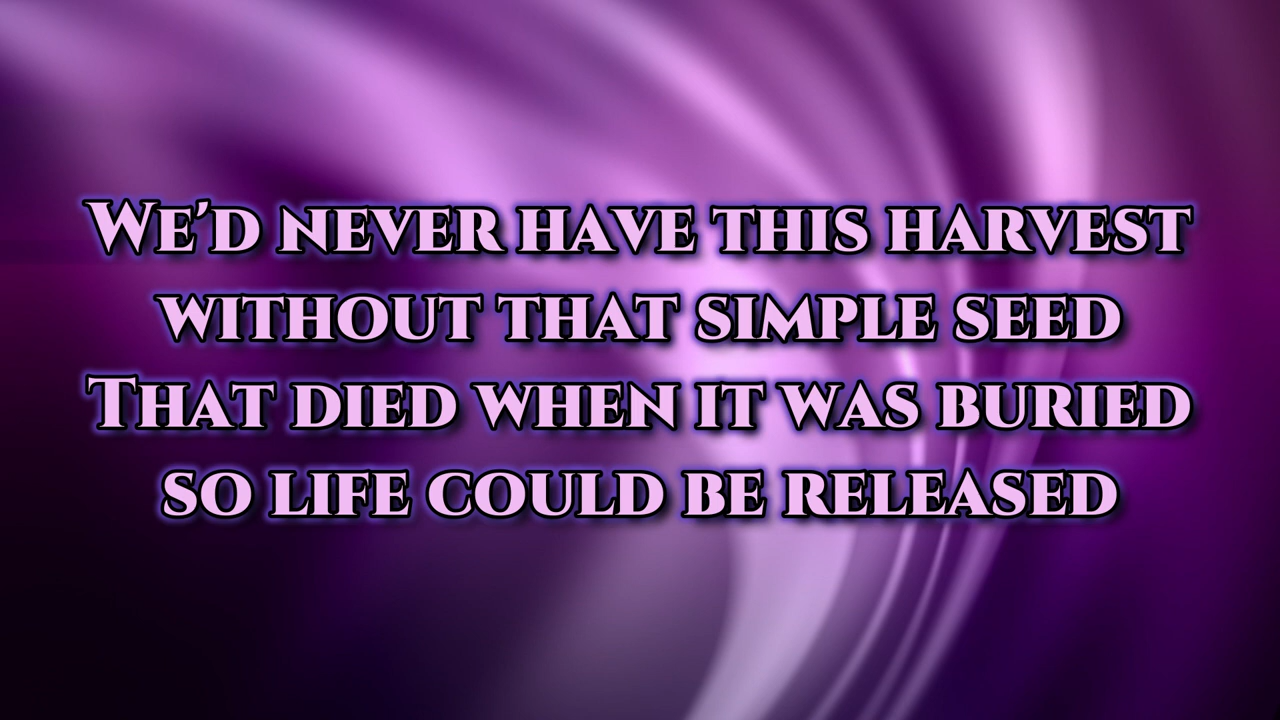 We'd never have this harvest
without that simple seed
That died when it was buried
so life could be released